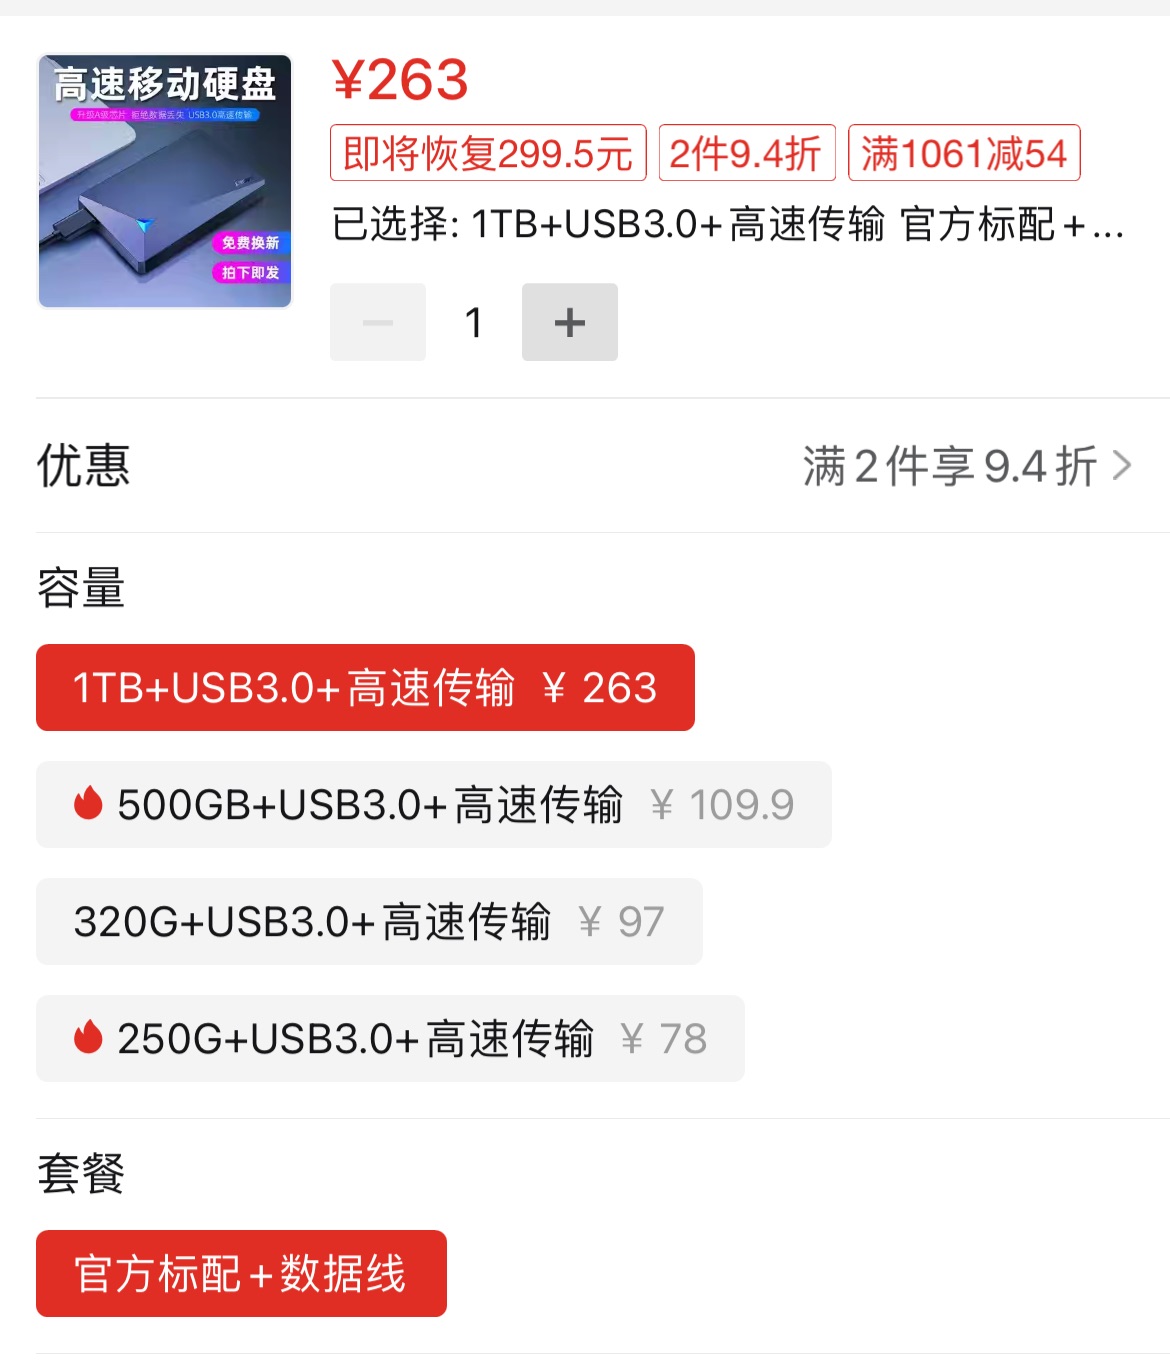 高速移动硬盘
升级A级芯片 拒绝数据丢失 USB3.0高速传输
免费换新
拍下即发
¥263
即将恢复299.5元 2件9.4折 满1061减54
已选择: 1TB+USB3.0+高速传输 官方标配+...
1
优惠 满2件享9.4折
容量
1TB+USB3.0+高速传输 ¥ 263
500GB+USB3.0+高速传输 ¥ 109.9
320G+USB3.0+高速传输 ¥ 97
250G+USB3.0+高速传输 ¥ 78
套餐
官方标配+数据线